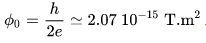 ϕ₀ = h/2e ≃ 2.07 10⁻¹⁵ T.m²